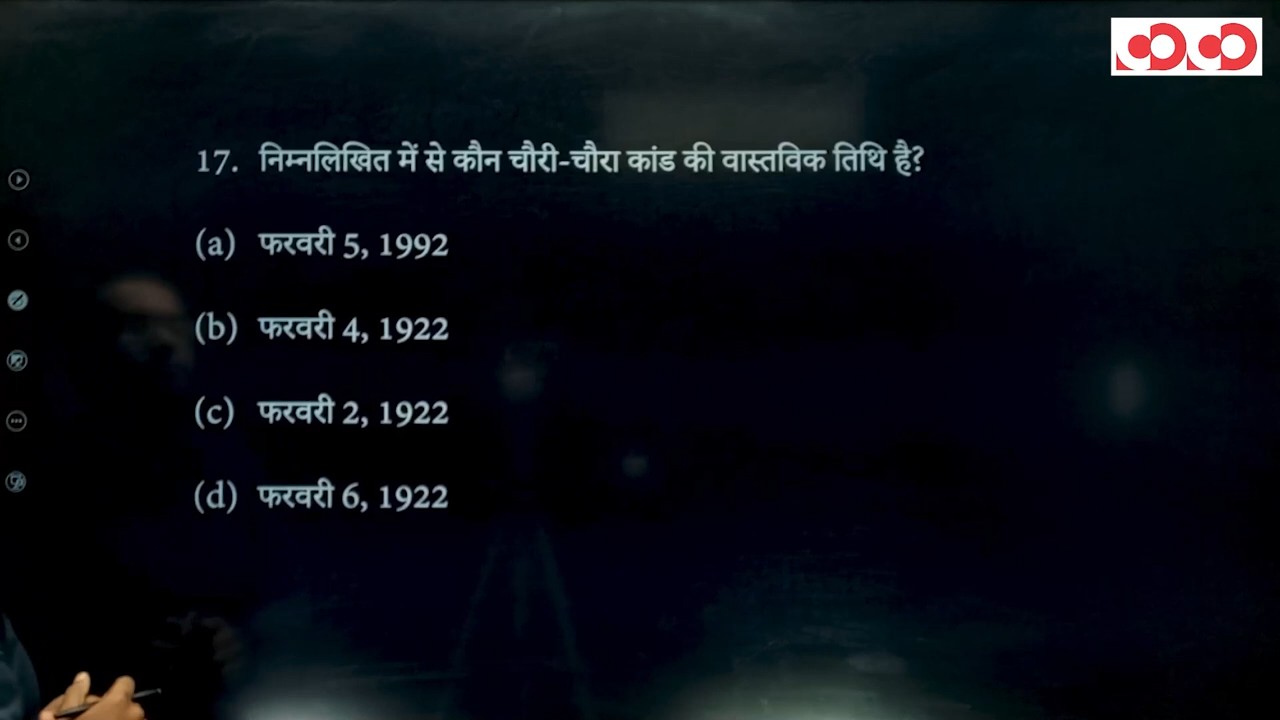 17. निम्नलिखित में से कौन चौरी-चौरा कांड की वास्तविक तिथि है?
(a) फरवरी 5, 1992
(b) फरवरी 4, 1922
(c) फरवरी 2, 1922
(d) फरवरी 6, 1922